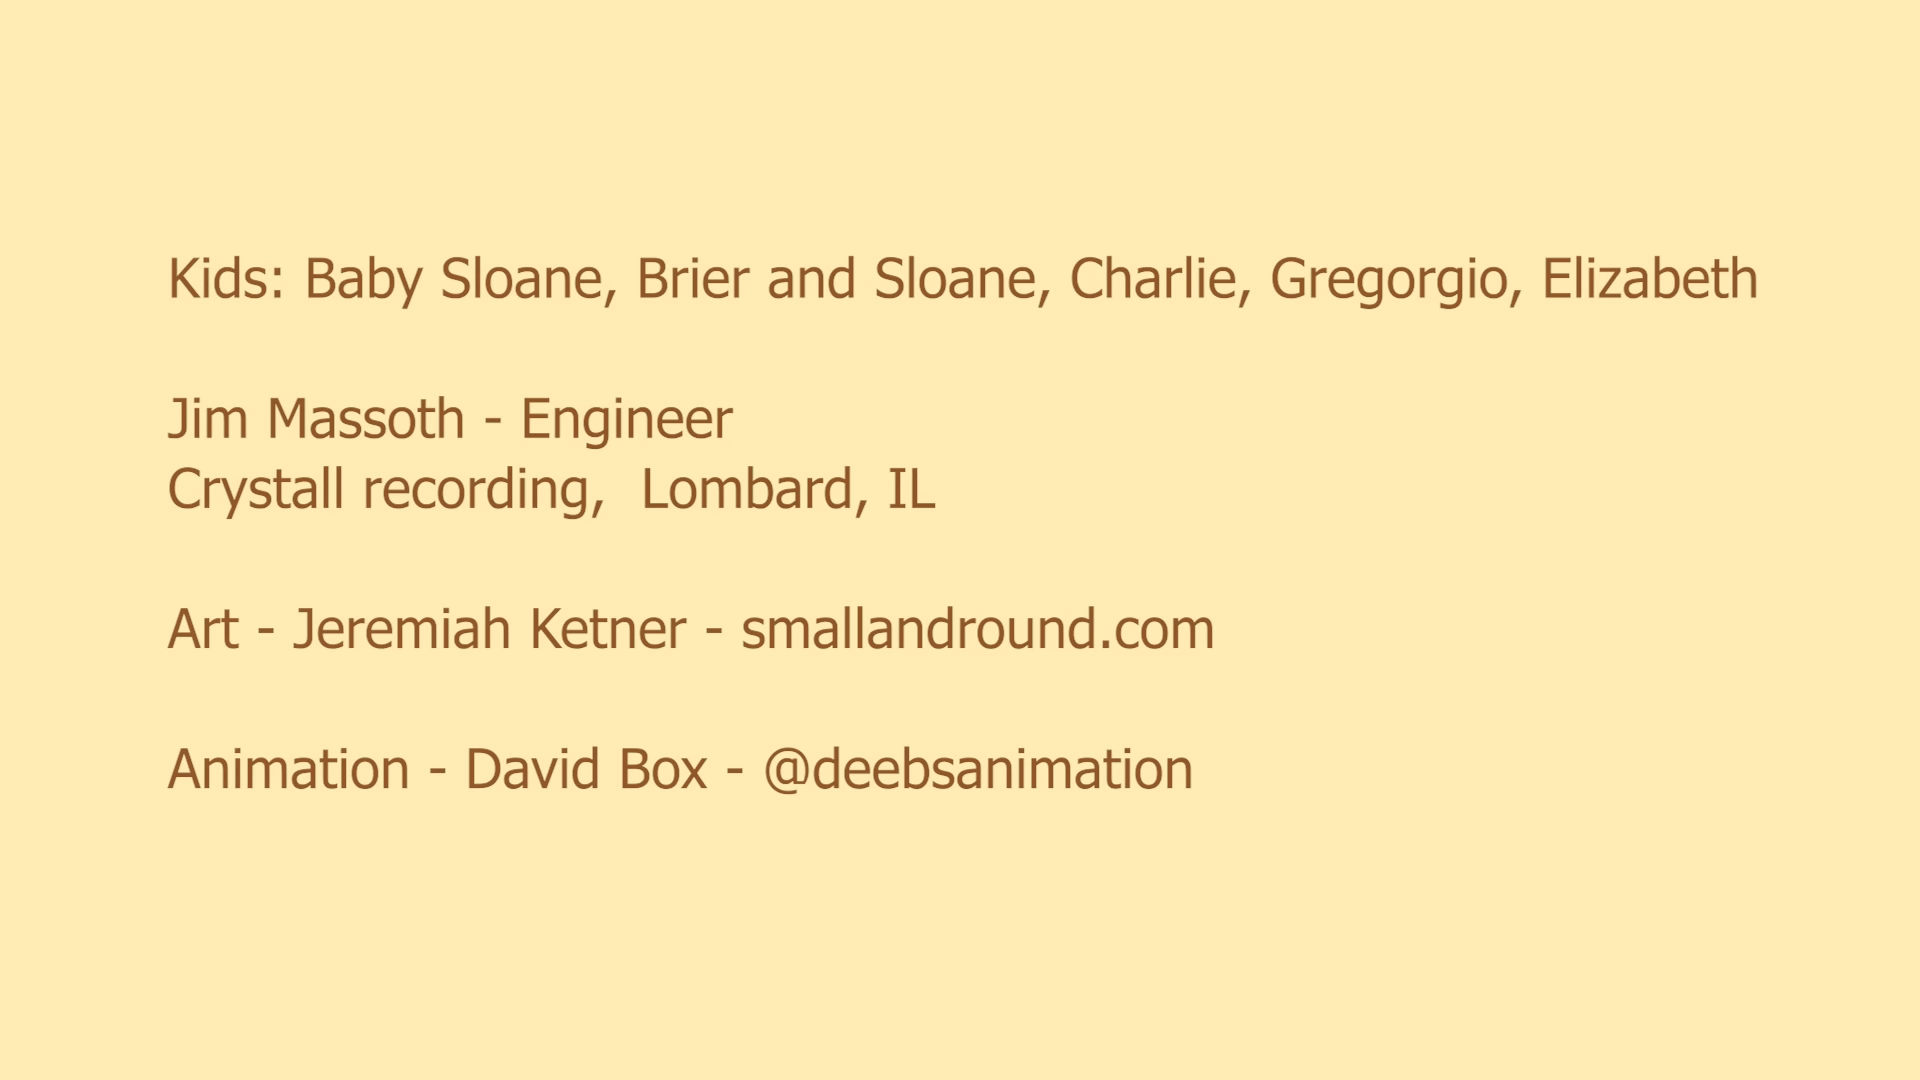 Kids: Baby Sloane, Brier and Sloane, Charlie, Gregorgio, Elizabeth
Jim Massoth - Engineer
Crystall recording,  Lombard, IL
Art - Jeremiah Ketner - smallandround.com
Animation - David Box - @deebsanimation